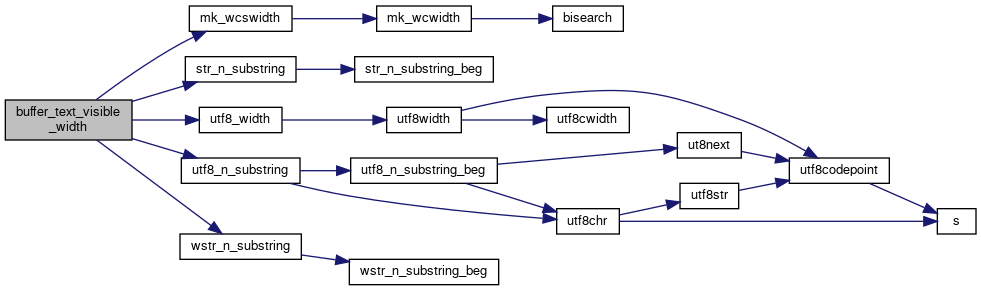 buffer_text_visible
_width
mk_wcswidth
mk_wcwidth
bisearch
str_n_substring
str_n_substring_beg
utf8_width
utf8width
utf8cwidth
utf8_n_substring
utf8_n_substring_beg
ut8next
utf8codepoint
utf8chr
utf8str
s
wstr_n_substring
wstr_n_substring_beg